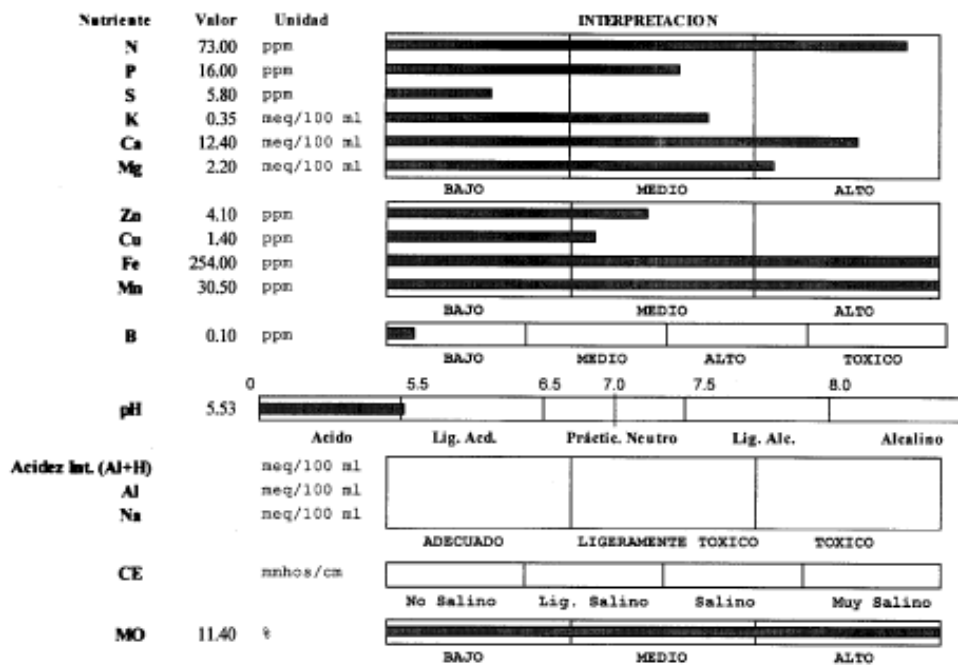 Nutriente Valor Unidad INTERPRETACION
N 73.00 ppm
P 16.00 ppm
S 5.80 ppm
K 0.35 meq/100 ml
Ca 12.40 meq/100 ml
Mg 2.20 meq/100 ml
BAJO MEDIO ALTO
Zn 4.10 ppm
Cu 1.40 ppm
Fe 254.00 ppm
Mn 30.50 ppm
BAJO MEDIO ALTO
B 0.10 ppm
BAJO MEDIO ALTO TOXICO
0 5.5 6.5 7.0 7.5 8.0
pH 5.53
Acido Lig. Acd. Práctic. Neutro Lig. Alc. Alcalino
Acidez Int. (Al+H) meq/100 ml
Al meq/100 ml
Na meq/100 ml
ADECUADO LIGERAMENTE TOXICO TOXICO
CE mmhos/cm
No Salino Lig. Salino Salino Muy Salino
MO 11.40 %
BAJO MEDIO ALTO